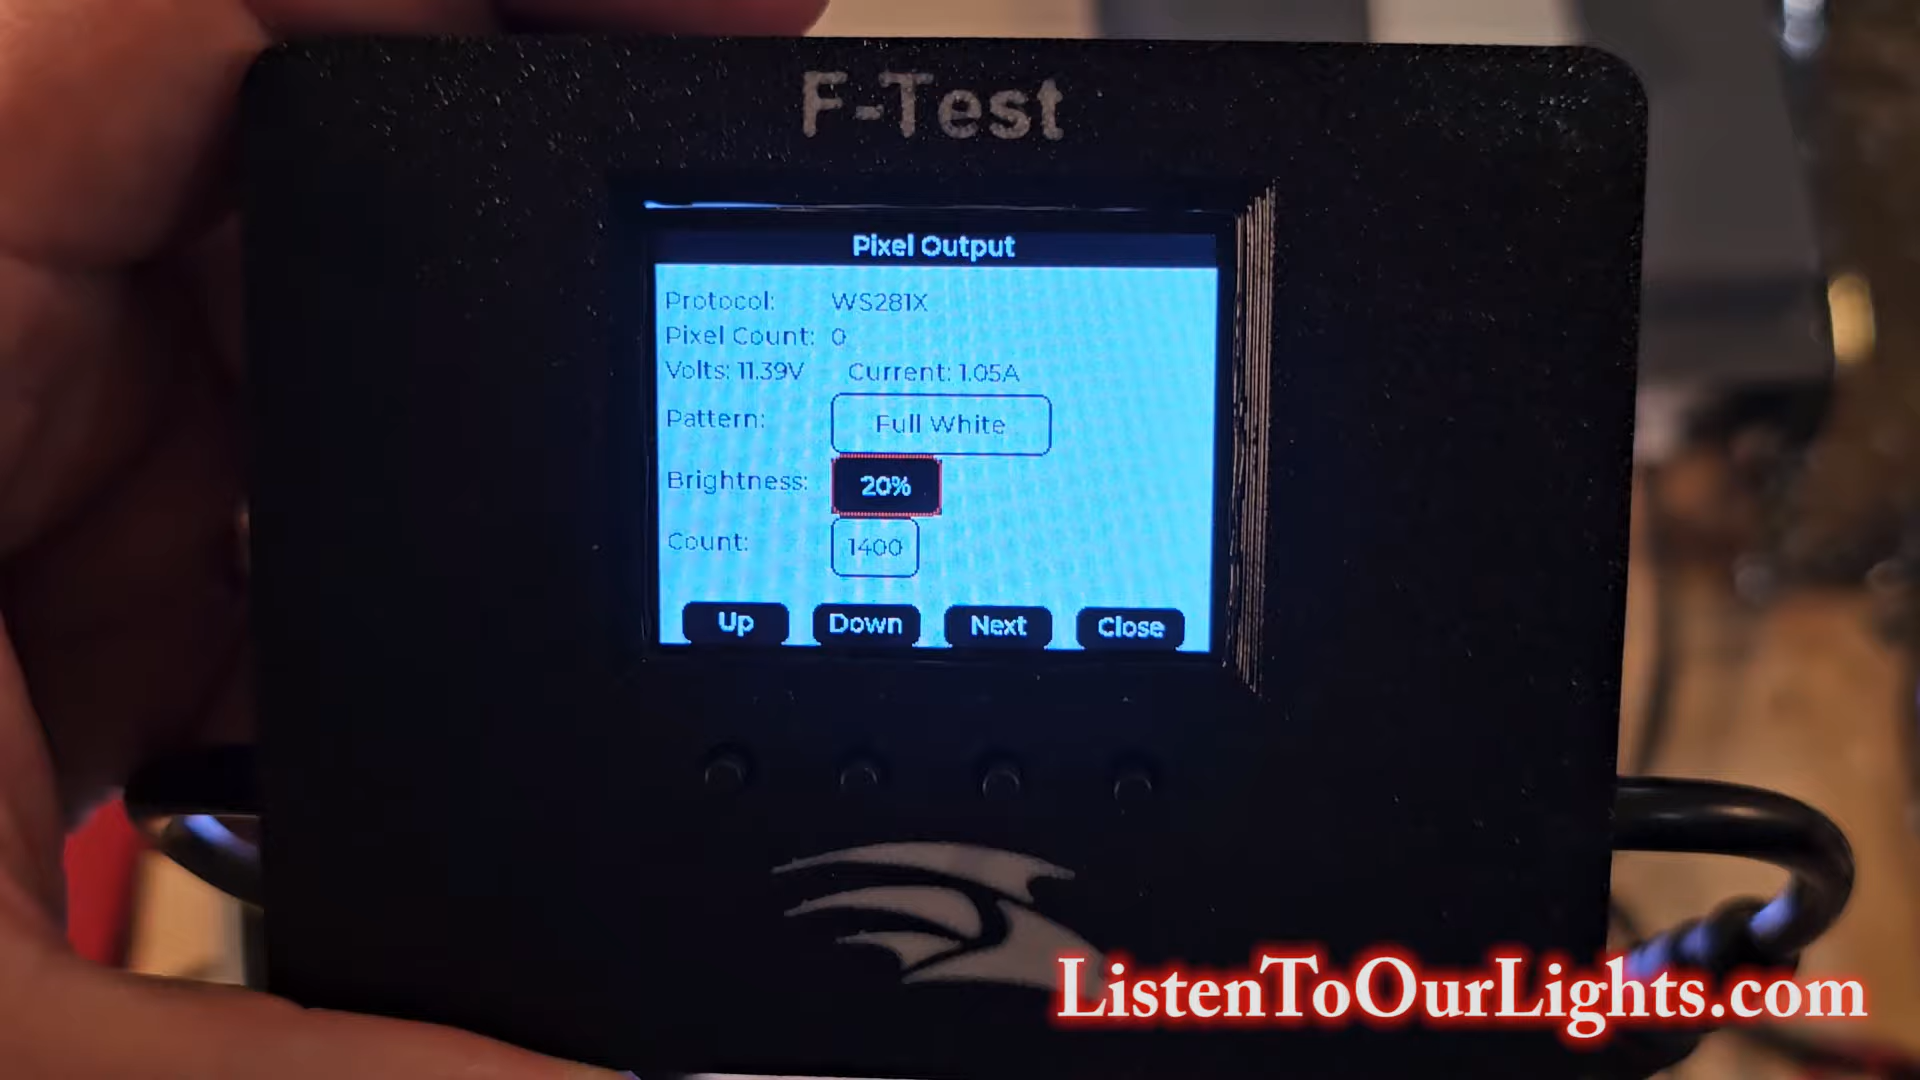 F-Test
Pixel Output
Protocol: WS281X
Pixel Count: 0
Volts: 11.39V Current: 1.05A
Pattern: Full White
Brightness: 20%
Count: 1400
Up Down Next Close
ListenToOurLights.com